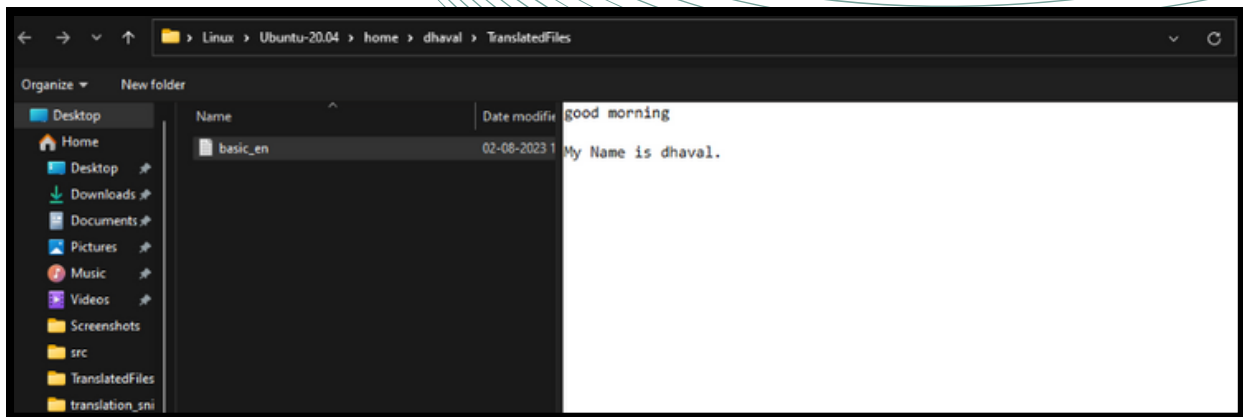 Linux > Ubuntu-20.04 > home > dhaval > TranslatedFiles
Organize New folder
Desktop
Home
Desktop
Downloads
Documents
Pictures
Music
Videos
Screenshots
src
TranslatedFiles
translation_sni
Name Date modifie
basic_en 02-08-2023 1
good morning
My Name is dhaval.